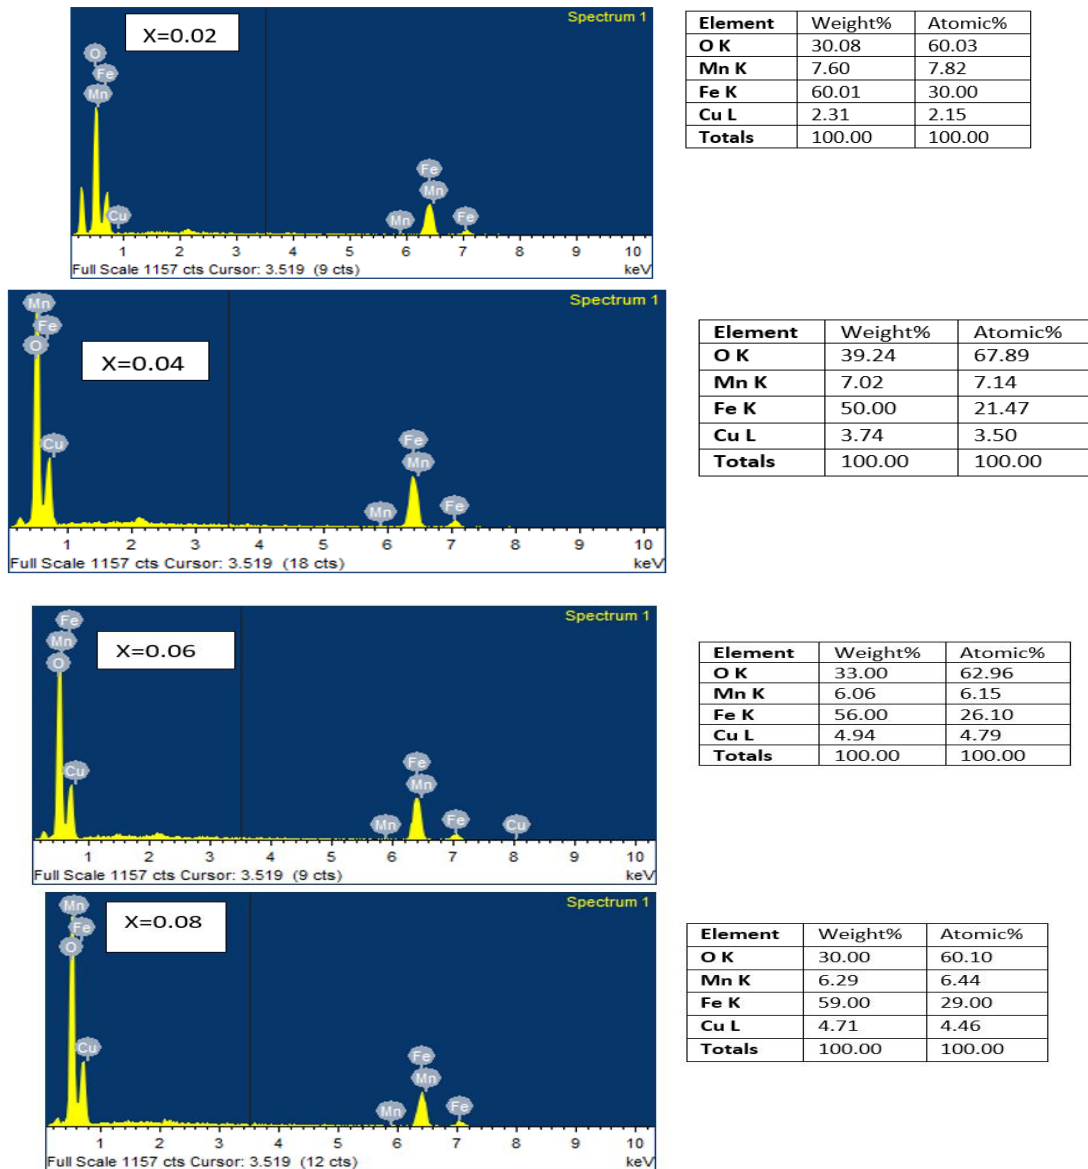 Spectrum 1
X=0.02
O
Fe
Mn
Cu
Fe
Mn
Mn
Fe
1 2 3 4 5 6 7 8 9 10
Full Scale 1157 cts Cursor: 3.519 (9 cts) keV
Element Weight% Atomic%
O K 30.08 60.03
Mn K 7.60 7.82
Fe K 60.01 30.00
Cu L 2.31 2.15
Totals 100.00 100.00
Spectrum 1
X=0.04
Mn
Fe
O
Cu
Fe
Mn
Mn
Fe
1 2 3 4 5 6 7 8 9 10
Full Scale 1157 cts Cursor: 3.519 (18 cts) keV
Element Weight% Atomic%
O K 39.24 67.89
Mn K 7.02 7.14
Fe K 50.00 21.47
Cu L 3.74 3.50
Totals 100.00 100.00
Spectrum 1
X=0.06
Fe
Mn
O
Cu
Fe
Mn
Mn
Fe
Cu
1 2 3 4 5 6 7 8 9 10
Full Scale 1157 cts Cursor: 3.519 (9 cts) keV
Element Weight% Atomic%
O K 33.00 62.96
Mn K 6.06 6.15
Fe K 56.00 26.10
Cu L 4.94 4.79
Totals 100.00 100.00
Spectrum 1
X=0.08
Mn
Fe
O
Cu
Fe
Mn
Mn
Fe
1 2 3 4 5 6 7 8 9 10
Full Scale 1157 cts Cursor: 3.519 (12 cts) keV
Element Weight% Atomic%
O K 30.00 60.10
Mn K 6.29 6.44
Fe K 59.00 29.00
Cu L 4.71 4.46
Totals 100.00 100.00